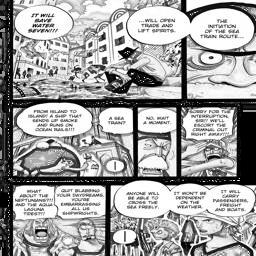 IT WILL
SAVE
WATER
SEVEN!!!
...WILL OPEN
TRADE AND
LIFT SPIRITS.
THE
INITIATION
OF THE SEA
TRAIN ROUTE...
FROM ISLAND TO
ISLAND! A SHIP THAT
SENDS UP SMOKE
AND RUNS ON
OCEAN RAILS!!!
A SEA
TRAIN?
NO, WAIT
A MOMENT.
SORRY FOR THE
INTERRUPTION,
SIR!! WE'LL
ESCORT THE
CRIMINAL OUT
RIGHT AWAY!!!
!
WHAT
ABOUT THE
NEPTUNIANS?!!
AND THE AQUA
LAGUNA
TIDES?!!
QUIT BLABBING
YOUR DAYDREAMS.
YOU'RE
EMBARRASSING
ALL US
SHIPWRIGHTS.
ANYONE WILL
BE ABLE TO
CROSS THE
SEA FREELY.
IT WON'T BE
DEPENDENT
ON THE
WEATHER.
IT WILL
CARRY
PASSENGERS,
FREIGHT
AND BOATS.
!